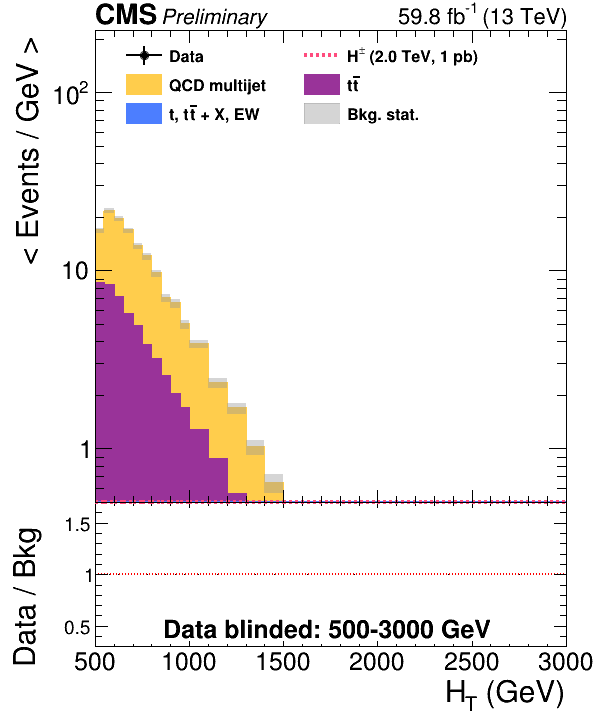 CMS Preliminary 59.8 fb⁻¹ (13 TeV)
Data H± (2.0 TeV, 1 pb)
QCD multijet tt̅
t, tt̅ + X, EW Bkg. stat.
< Events / GeV >
10²
10
1
Data / Bkg
1.5
1
0.5
Data blinded: 500-3000 GeV
500 1000 1500 2000 2500 3000
H_T (GeV)